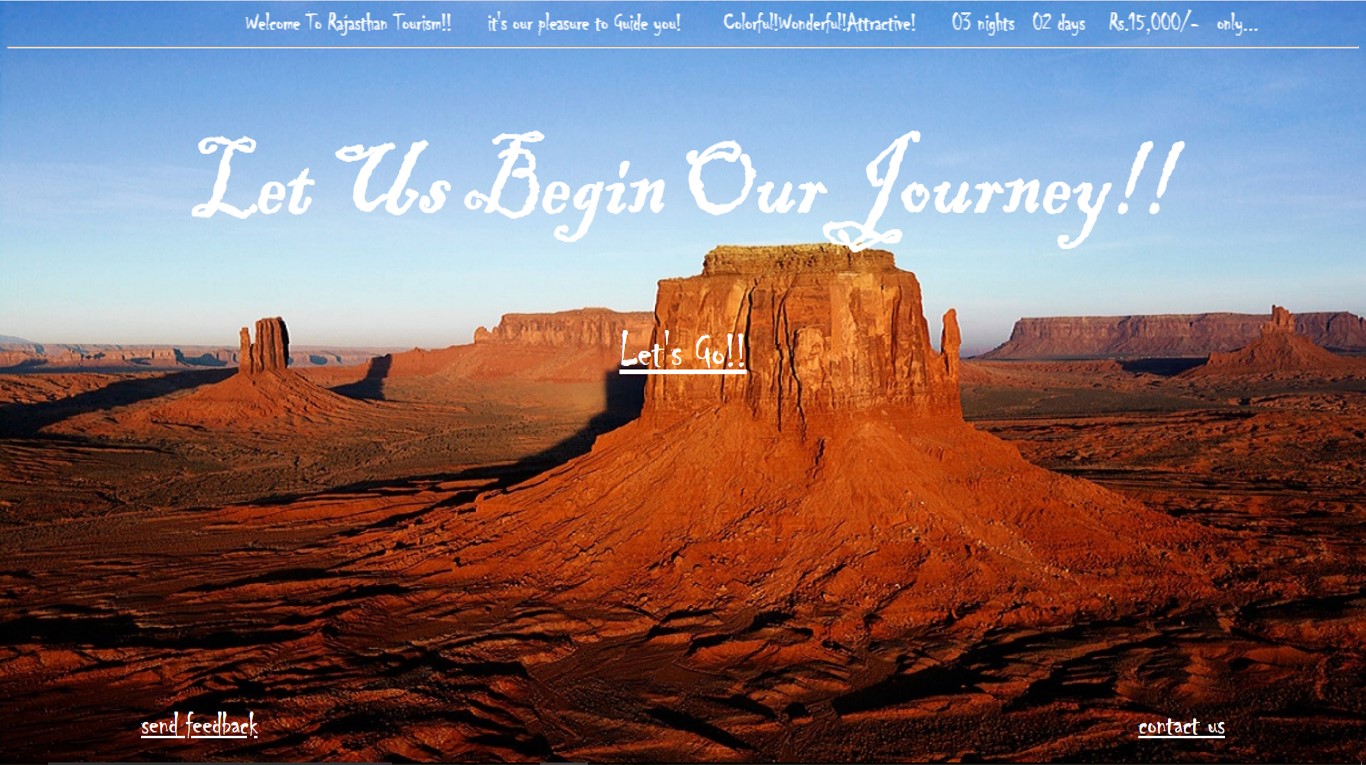 Welcome To Rajasthan Tourism!! it's our pleasure to Guide you! Colorful!Wonderful!Attractive! 03 nights 02 days Rs.15,000/- only...
Let Us Begin Our Journey!!
Let's Go!!
send feedback contact us